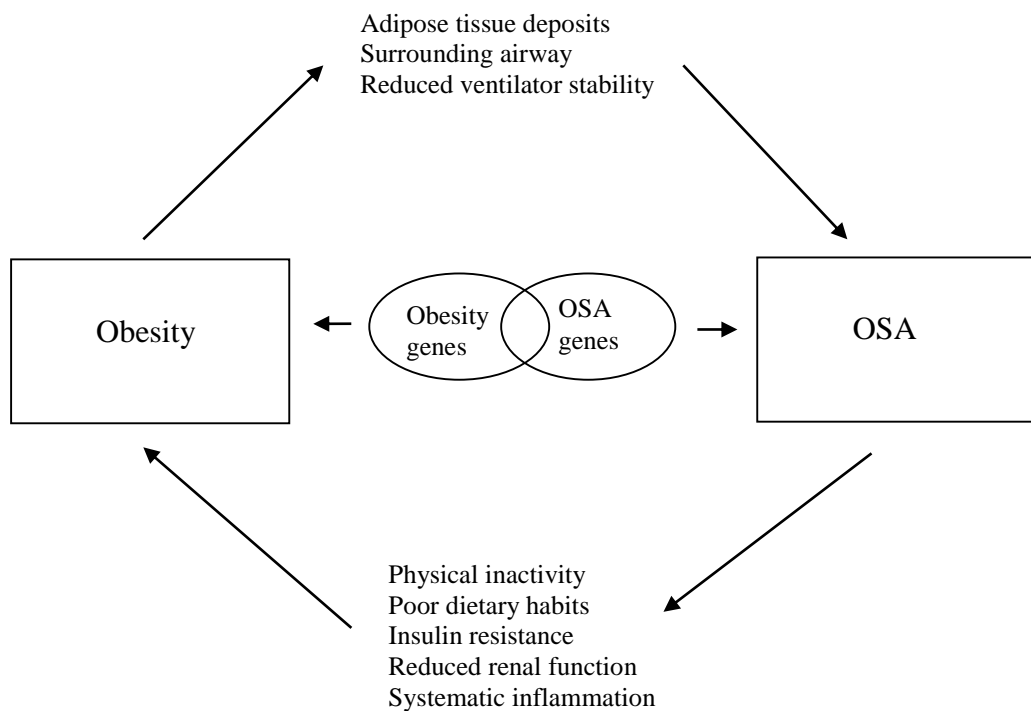 Adipose tissue deposits
Surrounding airway
Reduced ventilator stability
Obesity
Obesity
genes
OSA
genes
OSA
Physical inactivity
Poor dietary habits
Insulin resistance
Reduced renal function
Systematic inflammation